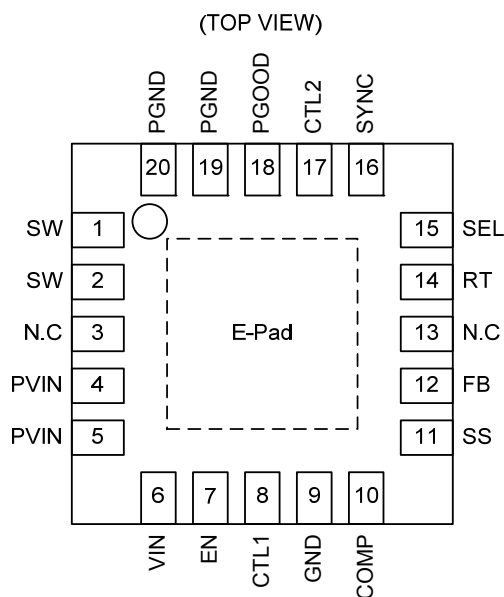 (TOP VIEW)
PGND
PGND
PGOOD
CTL2
SYNC
20
19
18
17
16
SW 1
15 SEL
SW 2
14 RT
N.C 3
13 N.C
E-Pad
PVIN 4
12 FB
PVIN 5
11 SS
6
7
8
9
10
VIN
EN
CTL1
GND
COMP